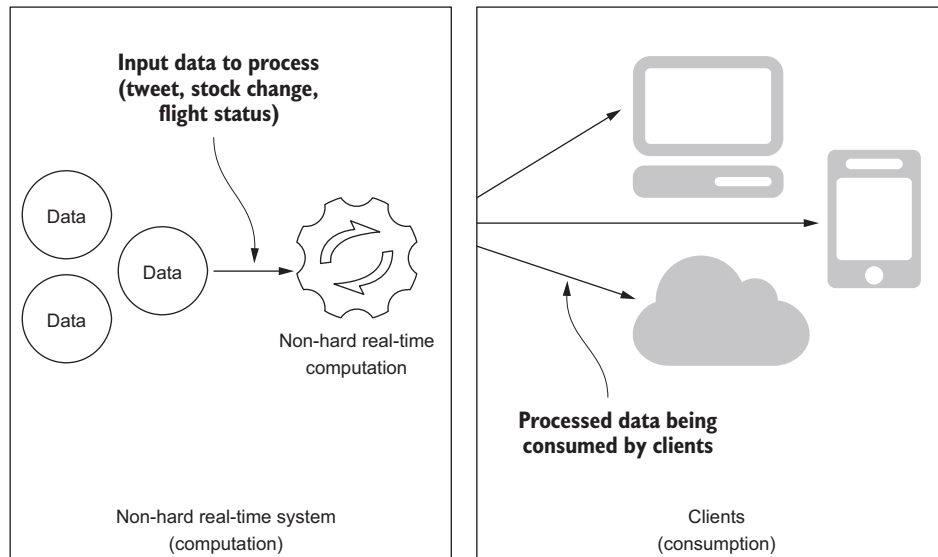 Input data to process
(tweet, stock change,
flight status)
Data
Data
Data
Non-hard real-time
computation
Non-hard real-time system
(computation)
Processed data being
consumed by clients
Clients
(consumption)